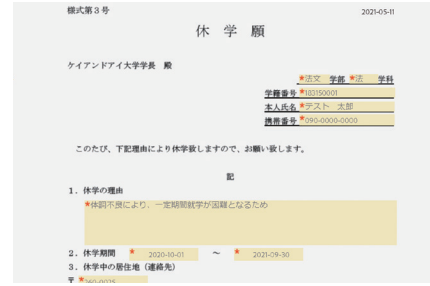 様式第3号
2021-05-11
休 学 願
ケイアンドアイ大学学長 殿
*法文 学部 *法 学科
学籍番号 *183150001
本人氏名 *テスト 太郎
携帯番号 *090-0000-0000
このたび、下記理由により休学致しますので、お願い致します。
記
1. 休学の理由
*体調不良により、一定期間就学が困難となるため
2. 休学期間 * 2020-10-01 ~ * 2021-09-30
3. 休学中の居住地(連絡先)
〒 *